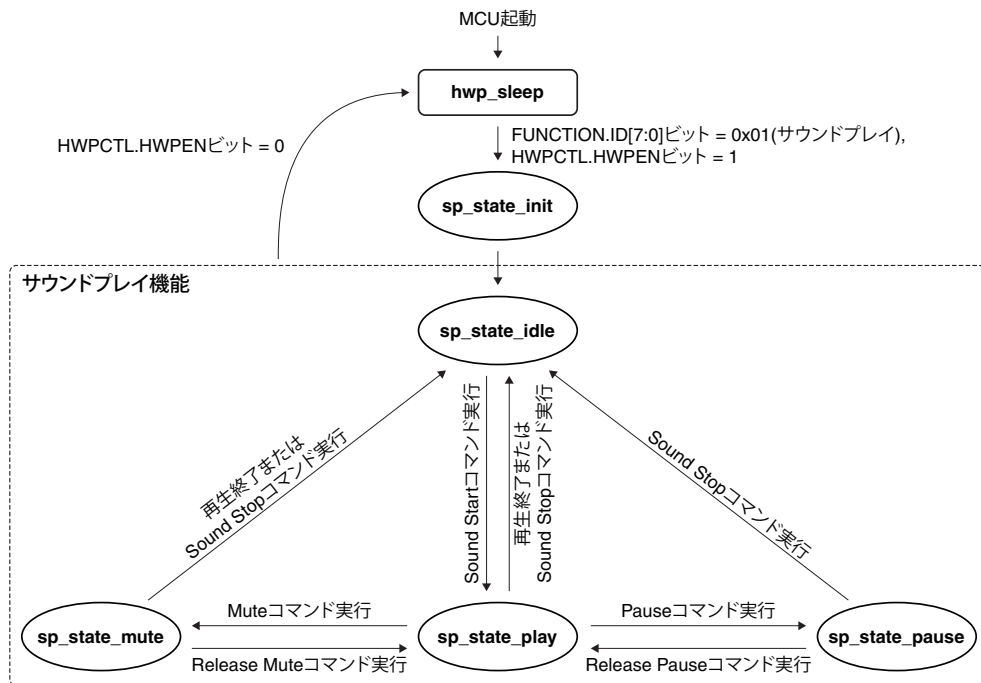 MCU起動
hwp_sleep
HWPCTL.HWPENビット = 0
FUNCTION.ID[7:0]ビット = 0x01(サウンドプレイ),
HWPCTL.HWPENビット = 1
sp_state_init
サウンドプレイ機能
sp_state_idle
再生終了または
Sound Stopコマンド実行
Sound Startコマンド実行
再生終了または
Sound Stopコマンド実行
Sound Stopコマンド実行
Muteコマンド実行
Pauseコマンド実行
sp_state_mute
sp_state_play
sp_state_pause
Release Muteコマンド実行
Release Pauseコマンド実行